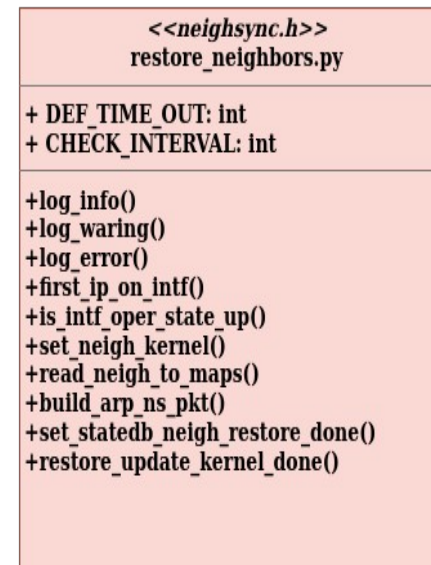 <<neighsync.h>>
restore_neighbors.py
+ DEF_TIME_OUT: int
+ CHECK_INTERVAL: int
+log_info()
+log_waring()
+log_error()
+first_ip_on_intf()
+is_intf_oper_state_up()
+set_neigh_kernel()
+read_neigh_to_maps()
+build_arp_ns_pkt()
+set_statedb_neigh_restore_done()
+restore_update_kernel_done()